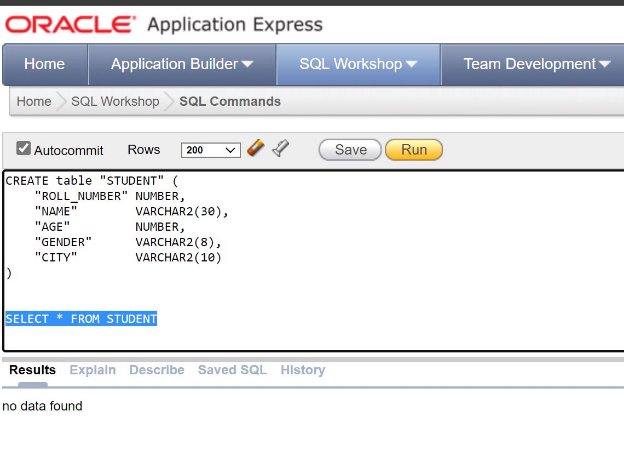 ORACLE® Application Express
Home Application Builder SQL Workshop Team Development
Home SQL Workshop SQL Commands
Autocommit Rows 200 Save Run
CREATE table "STUDENT" (
"ROLL_NUMBER" NUMBER,
"NAME" VARCHAR2(30),
"AGE" NUMBER,
"GENDER" VARCHAR2(8),
"CITY" VARCHAR2(10)
)
SELECT * FROM STUDENT
Results Explain Describe Saved SQL History
no data found